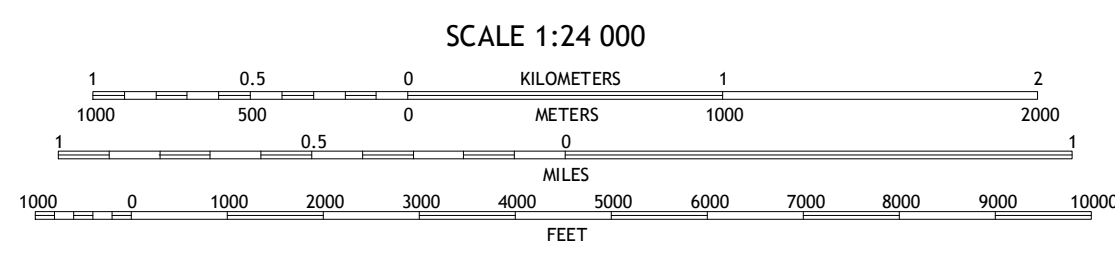 SCALE 1:24 000
1 0.5 0 KILOMETERS 1 2
1000 500 0 METERS 1000 2000
1 0.5 0 1
MILES
1000 0 1000 2000 3000 4000 5000 6000 7000 8000 9000 10000
FEET